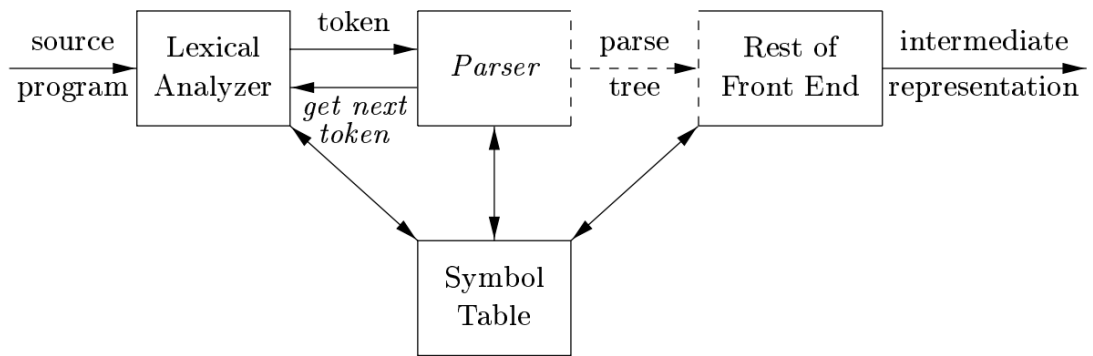 source
program
Lexical
Analyzer
token
get next
token
Parser
parse
tree
Rest of
Front End
intermediate
representation
Symbol
Table